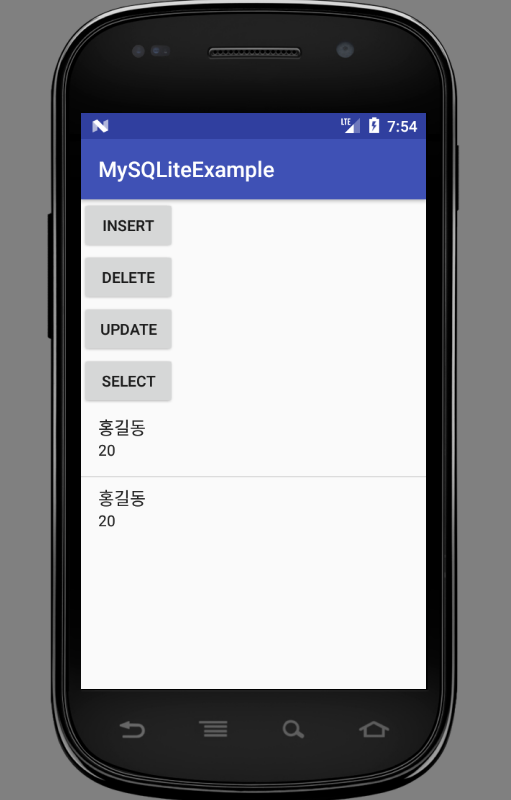 LTE 7:54
MySQLiteExample
INSERT
DELETE
UPDATE
SELECT
홍길동
20
홍길동
20